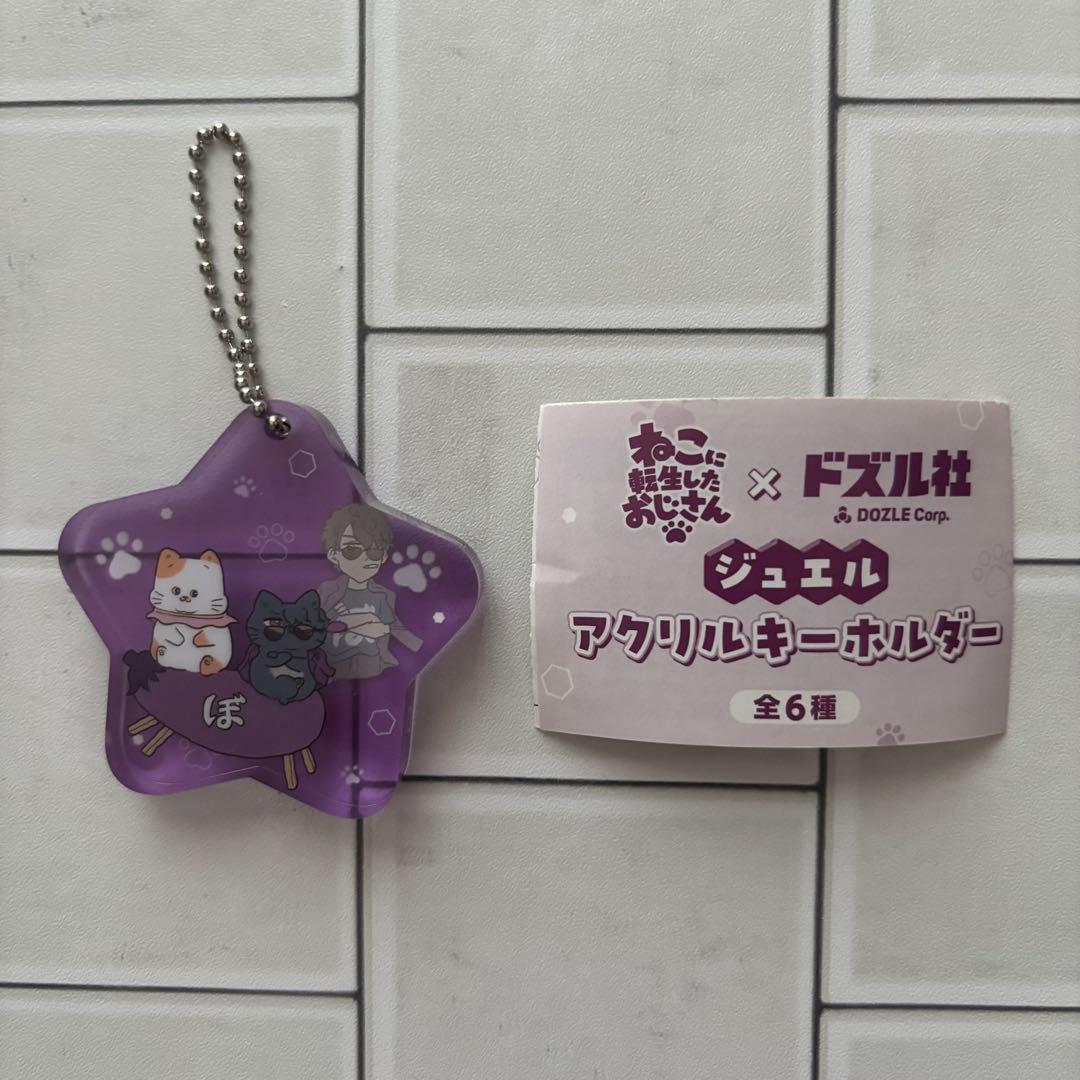 ねこに
転生した
おじさん
×
ドズル社
DOZLE Corp.
ジュエル
アクリルキーホルダー
全6種
ぼ